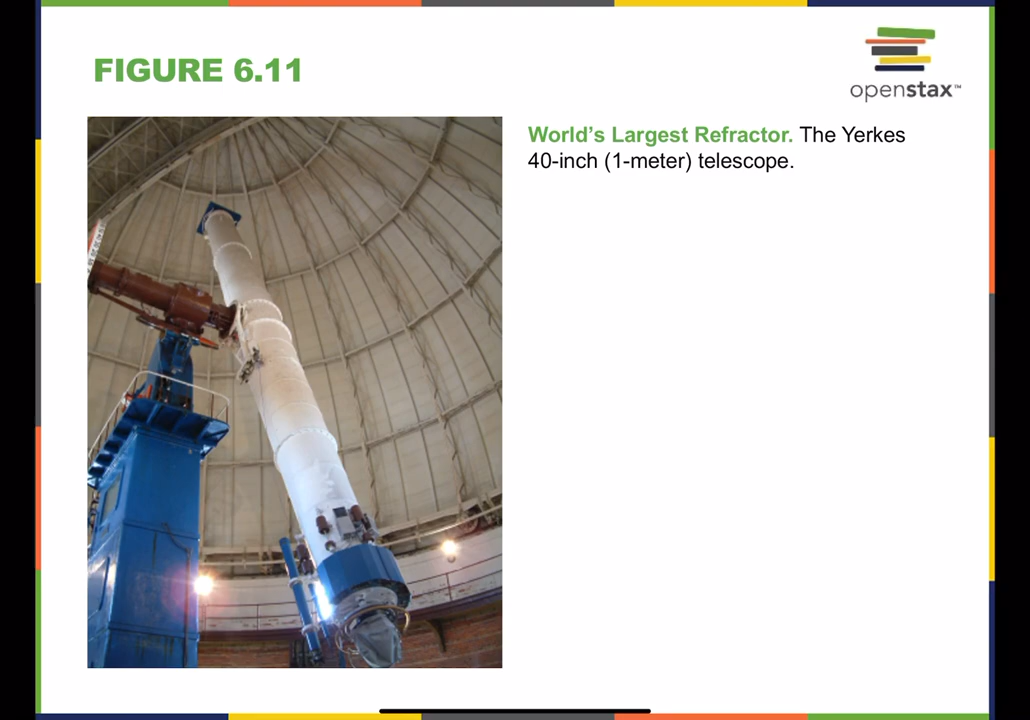 FIGURE 6.11
openstax™
World's Largest Refractor. The Yerkes
40-inch (1-meter) telescope.